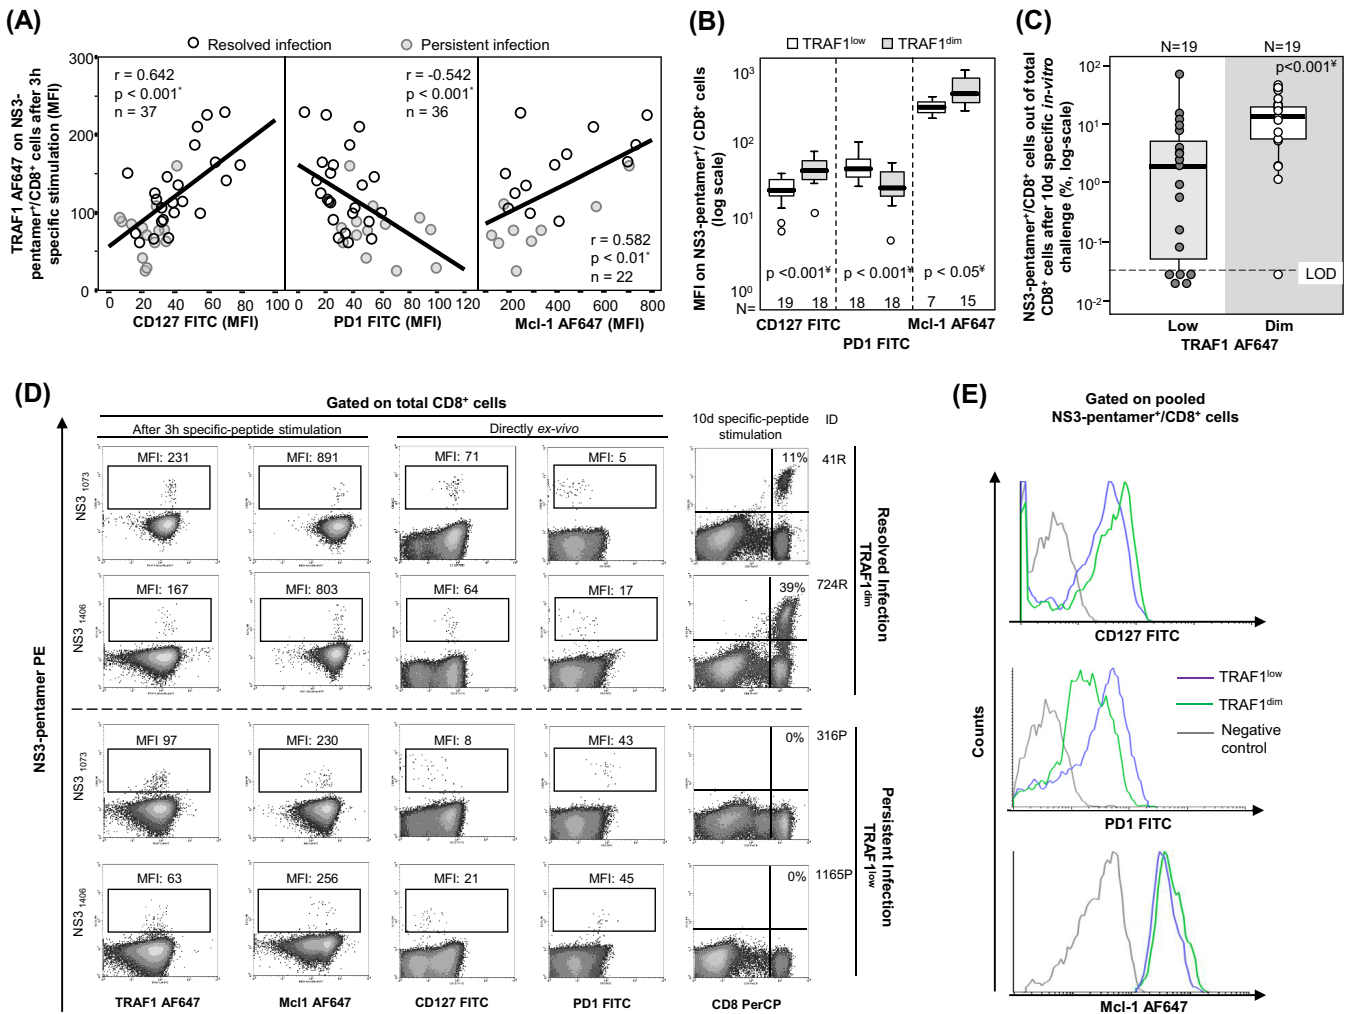 (A)
Resolved infection
Persistent infection
TRAF1 AF647 on NS3-
pentamer⁺/CD8⁺ cells after 3h
specific stimulation (MFI)
300
200
100
0
r = 0.642
p < 0.001*
n = 37
r = -0.542
p < 0.001*
n = 36
r = 0.582
p < 0.01*
n = 22
0 20 40 60 80 100
0 20 40 60 80 100 120
200 400 600 800
CD127 FITC (MFI)
PD1 FITC (MFI)
Mcl-1 AF647 (MFI)
(B)
TRAF1low
TRAF1dim
MFI on NS3-pentamer⁺/ CD8⁺ cells
(log scale)
10³
10²
10¹
10⁰
p <0.001¥
p < 0.001¥
p < 0.05¥
N=
19 18 18 18 7 15
CD127 FITC
PD1 FITC
Mcl-1 AF647
(C)
N=19
N=19
p<0.001¥
NS3-pentamer⁺/CD8⁺ cells out of total
CD8⁺ cells after 10d specific in-vitro
challenge (%, log-scale)
10²
10¹
10⁰
10⁻¹
10⁻²
LOD
Low
Dim
TRAF1 AF647
(D)
Gated on total CD8⁺ cells
After 3h specific-peptide stimulation
Directly ex-vivo
10d specific-peptide
stimulation
ID
NS3-pentamer PE
NS3 1073
MFI: 231
MFI: 891
MFI: 71
MFI: 5
11%
41R
NS3 1406
MFI: 167
MFI: 803
MFI: 64
MFI: 17
39%
724R
Resolved Infection
TRAF1dim
NS3 1073
MFI 97
MFI: 230
MFI: 8
MFI: 43
0%
316P
NS3 1406
MFI: 63
MFI: 256
MFI: 21
MFI: 45
0%
1165P
Persistent Infection
TRAF1low
TRAF1 AF647
Mcl1 AF647
CD127 FITC
PD1 FITC
CD8 PerCP
(E)
Gated on pooled
NS3-pentamer⁺/CD8⁺ cells
Counts
CD127 FITC
TRAF1low
TRAF1dim
Negative
control
PD1 FITC
Mcl-1 AF647